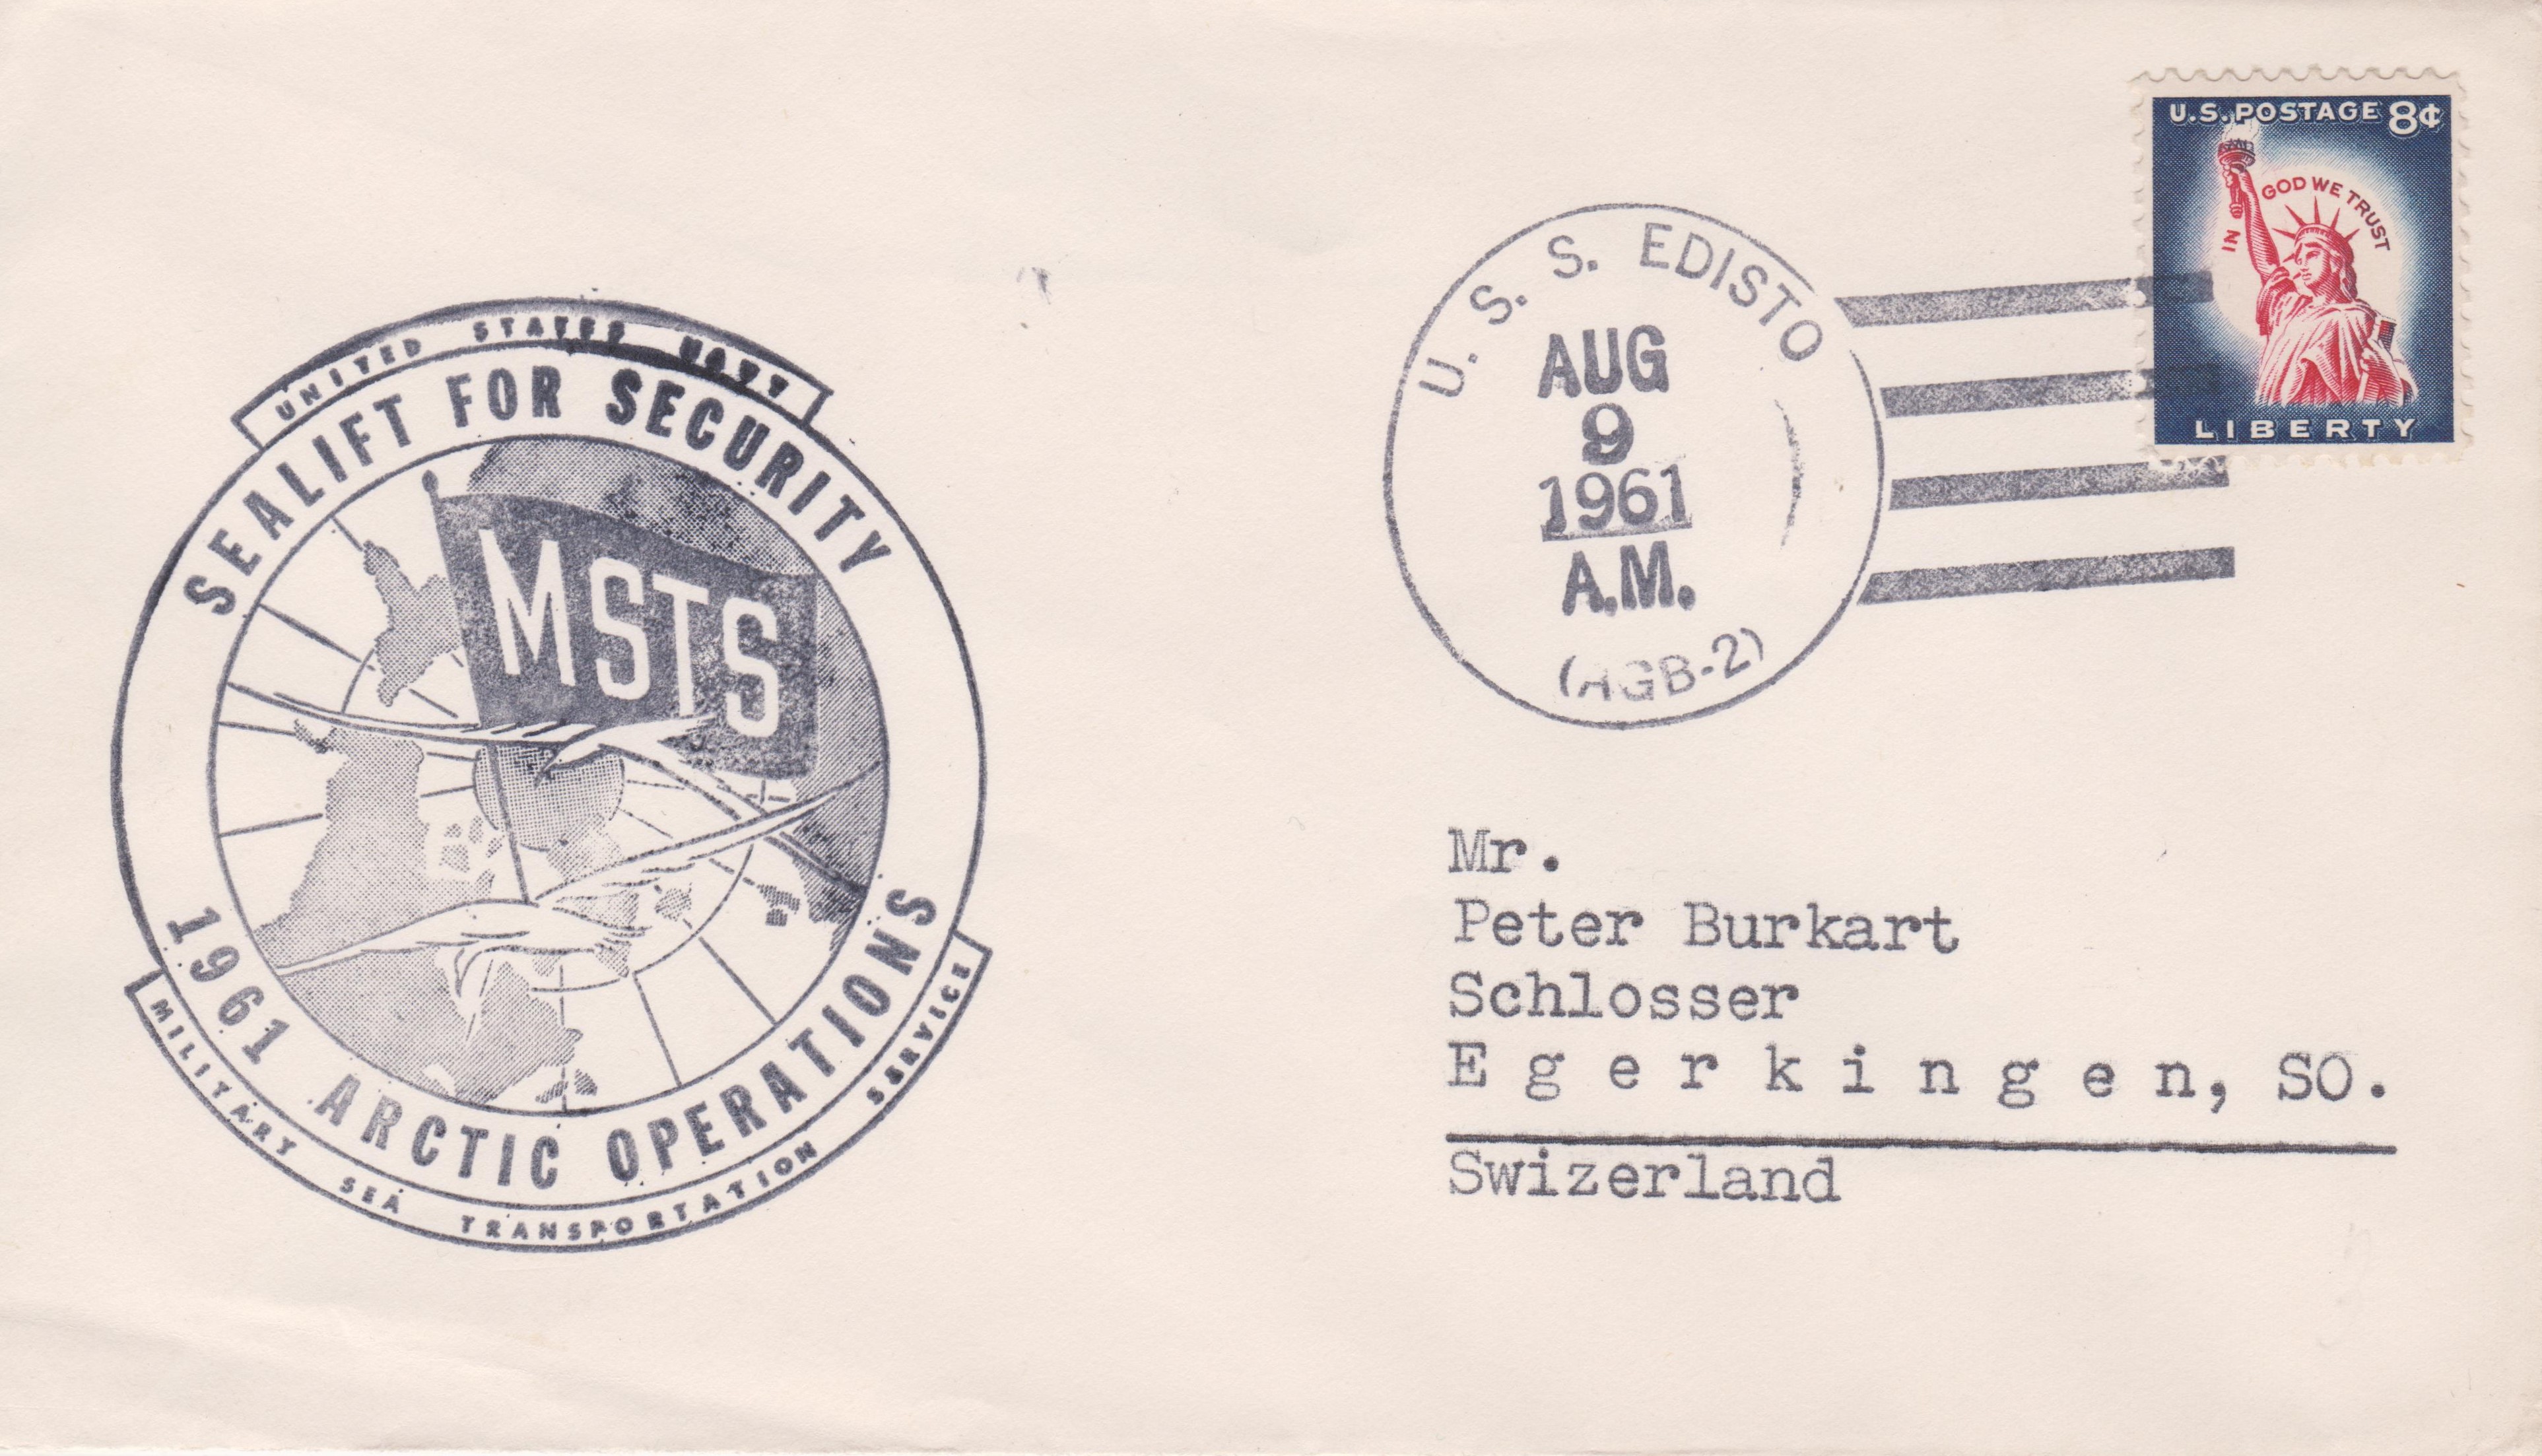 UNITED STATES NAVY
SEALIFT FOR SECURITY
MSTS
1961 ARCTIC OPERATIONS
MILITARY SEA TRANSPORTATION SERVICE
U. S. S. EDISTO
AUG
9
1961
A.M.
(AGB-2)
U.S. POSTAGE 8¢
IN GOD WE TRUST
LIBERTY
Mr.
Peter Burkart
Schlosser
E g e r k i n g e n, SO.
Swizerland